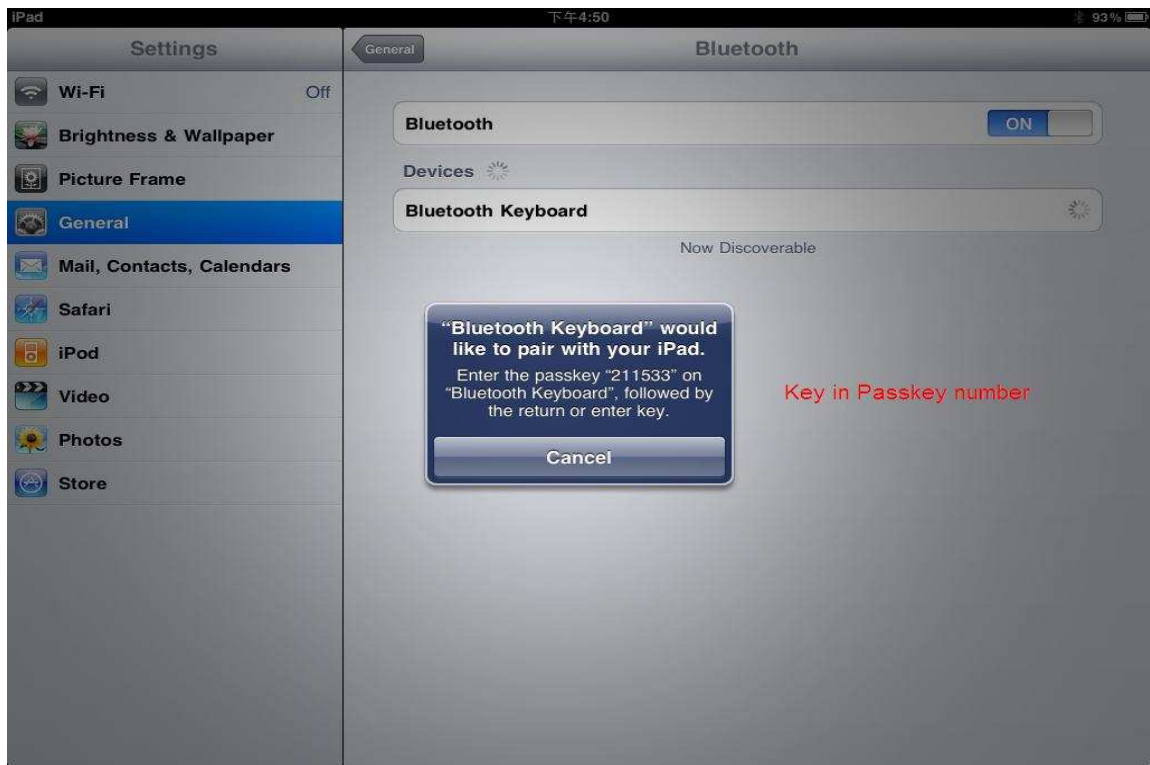 iPad 下午4:50 93%
Settings
General Bluetooth
Wi-Fi Off
Brightness & Wallpaper
Picture Frame
General
Mail, Contacts, Calendars
Safari
iPod
Video
Photos
Store
Bluetooth ON
Devices
Bluetooth Keyboard
Now Discoverable
“Bluetooth Keyboard” would
like to pair with your iPad.
Enter the passkey “211533” on
“Bluetooth Keyboard”, followed by
the return or enter key.
Cancel
Key in Passkey number